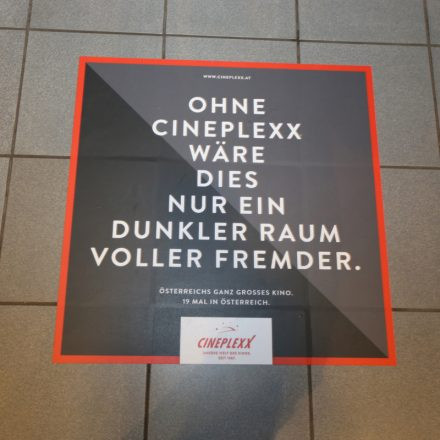 WWW.CINEPLEXX.AT
OHNE
CINEPLEXX
WÄRE
DIES
NUR EIN
DUNKLER RAUM
VOLLER FREMDER.
ÖSTERREICHS GANZ GROSSES KINO.
19 MAL IN ÖSTERREICH.
CINEPLEXX